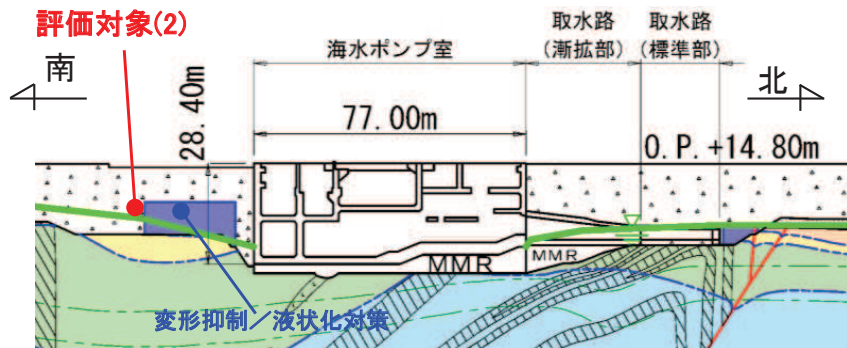 評価対象(2)
南
海水ポンプ室
取水路
(漸拡部)
取水路
(標準部)
北
28.40m
77.00m
O.P.+14.80m
MMR
MMR
変形抑制/液状化対策